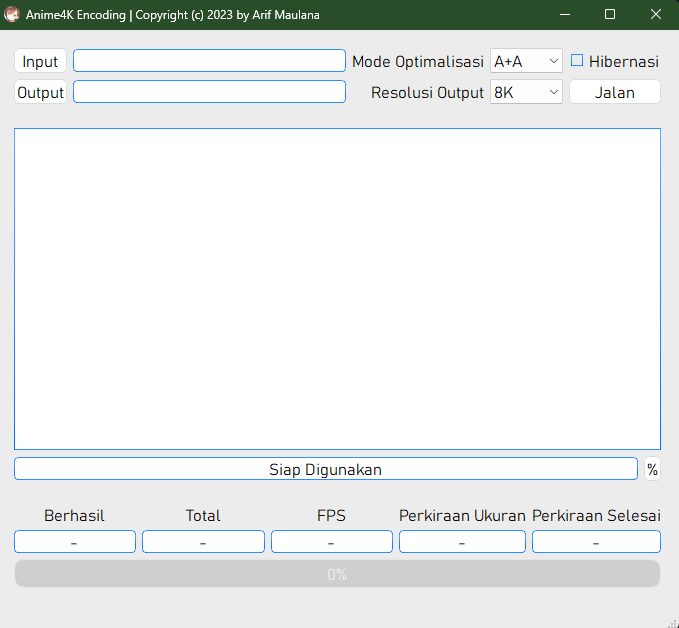 Anime4K Encoding | Copyright (c) 2023 by Arif Maulana
Input Mode Optimalisasi A+A Hibernasi
Output Resolusi Output 8K Jalan
Siap Digunakan %
Berhasil Total FPS Perkiraan Ukuran Perkiraan Selesai
- - - - -
0%